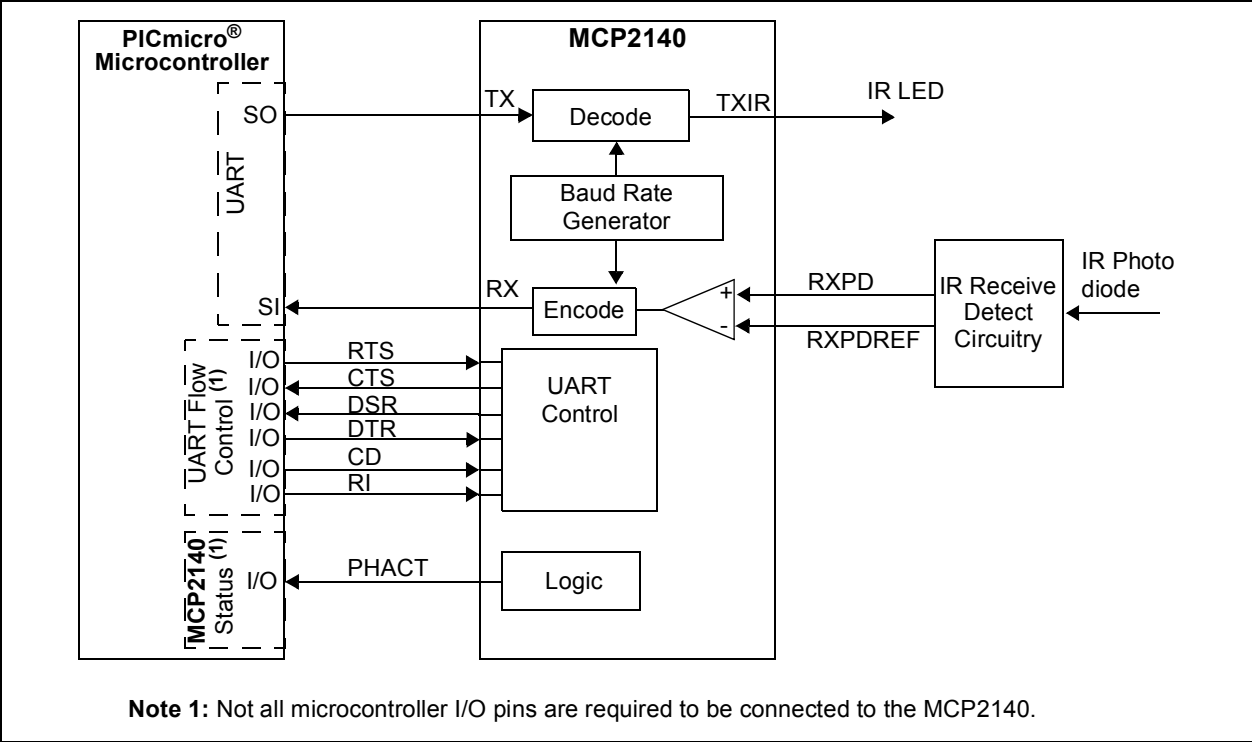 PICmicro®
Microcontroller
MCP2140
SO
TX
Decode
TXIR
IR LED
UART
Baud Rate
Generator
SI
RX
Encode
+
-
RXPD
RXPDREF
IR Receive
Detect
Circuitry
IR Photo
diode
UART Flow
Control (1)
I/O
RTS
I/O
CTS
I/O
DSR
I/O
DTR
I/O
CD
I/O
RI
UART
Control
MCP2140
Status (1)
I/O
PHACT
Logic
Note 1: Not all microcontroller I/O pins are required to be connected to the MCP2140.